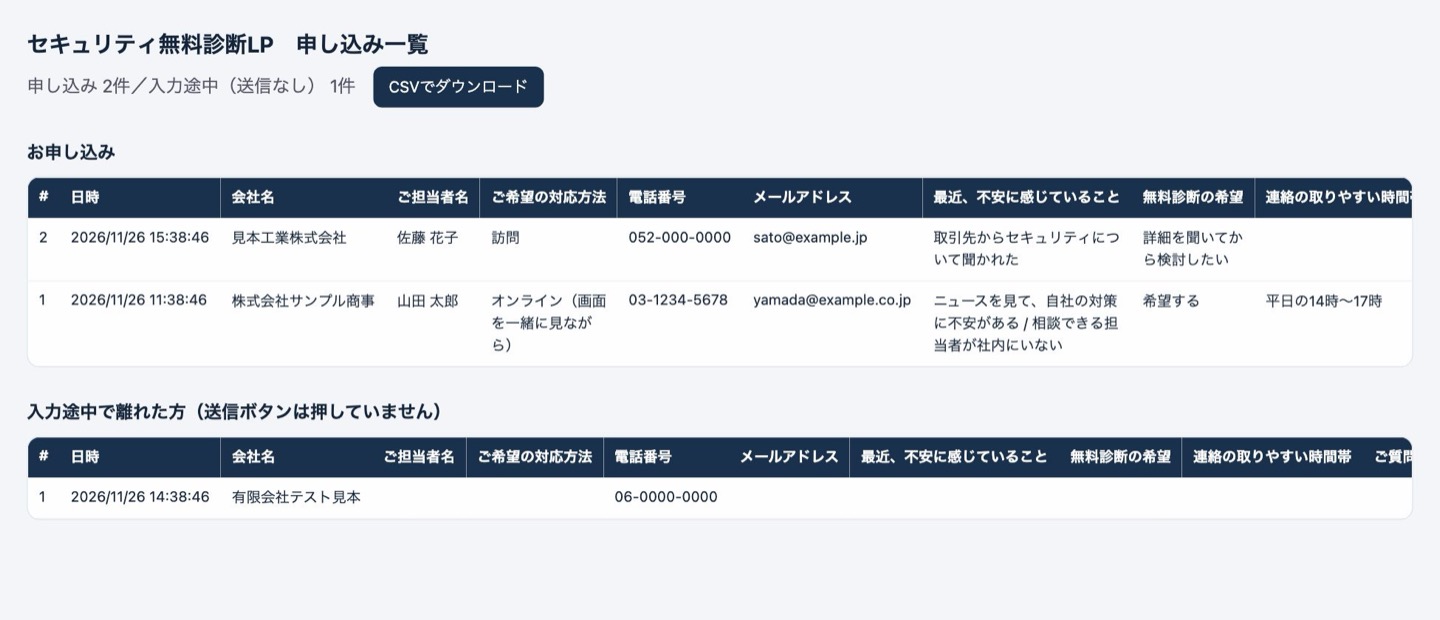 セキュリティ無料診断LP　申し込み一覧
申し込み 2件／入力途中（送信なし） 1件
CSVでダウンロード
お申し込み
# 日時 会社名 ご担当者名 ご希望の対応方法 電話番号 メールアドレス 最近、不安に感じていること 無料診断の希望 連絡の取りやすい時間
2 2026/11/26 15:38:46 見本工業株式会社 佐藤 花子 訪問 052-000-0000 sato@example.jp 取引先からセキュリティにつ 詳細を聞いてか
いて聞かれた ら検討したい
1 2026/11/26 11:38:46 株式会社サンプル商事 山田 太郎 オンライン（画面 03-1234-5678 yamada@example.co.jp ニュースを見て、自社の対策 希望する 平日の14時〜17時
を一緒に見なが に不安がある / 相談できる担
ら） 当者が社内にいない
入力途中で離れた方（送信ボタンは押していません）
# 日時 会社名 ご担当者名 ご希望の対応方法 電話番号 メールアドレス 最近、不安に感じていること 無料診断の希望 連絡の取りやすい時間帯 ご質問
1 2026/11/26 14:38:46 有限会社テスト見本 06-0000-0000